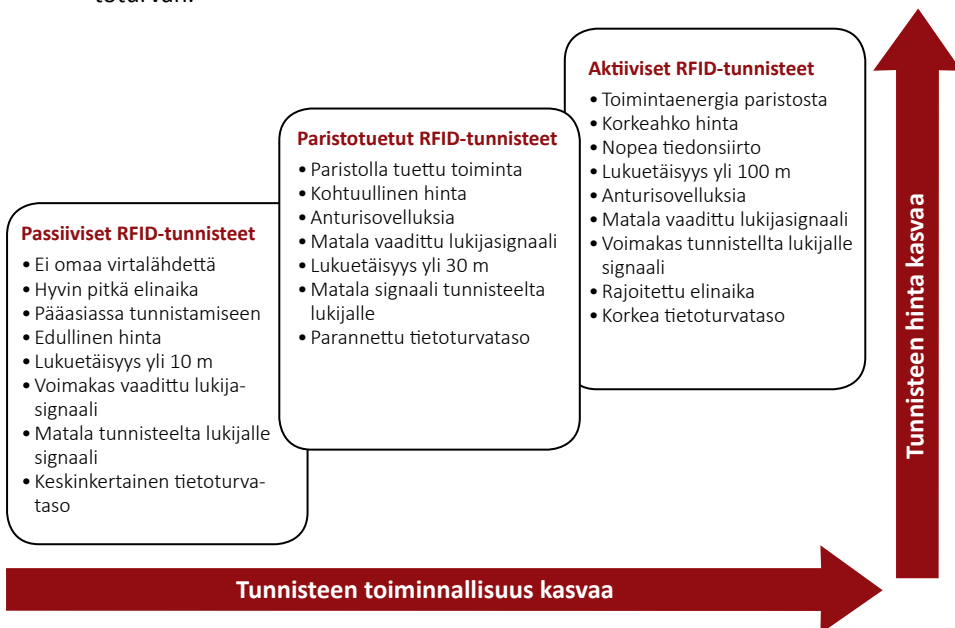 toturvan.
Passiiviset RFID-tunnisteet
• Ei omaa virtalähdettä
• Hyvin pitkä elinaika
• Pääasiassa tunnistamiseen
• Edullinen hinta
• Lukuetäisyys yli 10 m
• Voimakas vaadittu lukija-
signaali
• Matala tunnisteelta lukijalle
signaali
• Keskinkertainen tietoturva-
taso
Paristotuetut RFID-tunnisteet
• Paristolla tuettu toiminta
• Kohtuullinen hinta
• Anturisovelluksia
• Matala vaadittu lukijasignaali
• Lukuetäisyys yli 30 m
• Matala signaali tunnisteelta
lukijalle
• Parannettu tietoturvataso
Aktiiviset RFID-tunnisteet
• Toimintaenergia paristosta
• Korkeahko hinta
• Nopea tiedonsiirto
• Lukuetäisyys yli 100 m
• Anturisovelluksia
• Matala vaadittu lukijasignaali
• Voimakas tunnistellta lukijalle
signaali
• Rajoitettu elinaika
• Korkea tietoturvataso
Tunnisteen hinta kasvaa
Tunnisteen toiminnallisuus kasvaa